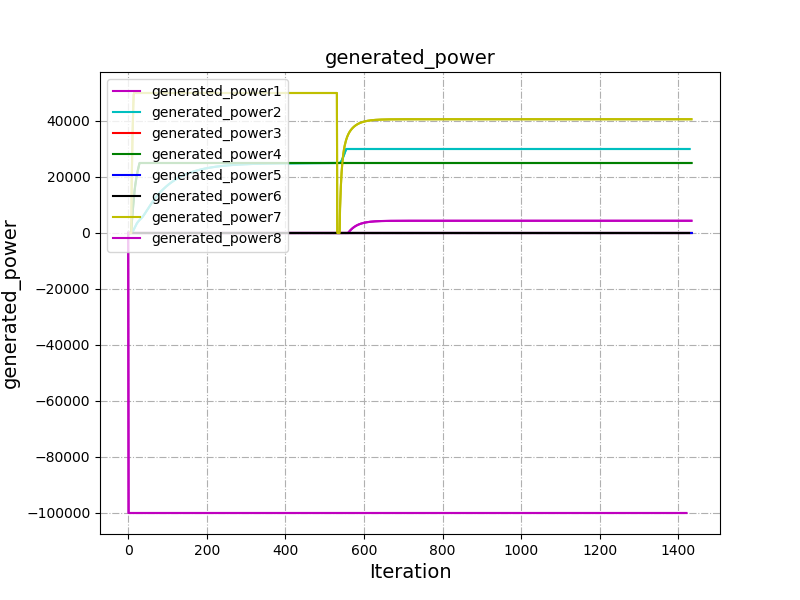 generated_power
generated_power1
generated_power2
generated_power3
generated_power4
generated_power5
generated_power6
generated_power7
generated_power8
40000
20000
0
−20000
−40000
−60000
−80000
−100000
generated_power
0 200 400 600 800 1000 1200 1400
Iteration